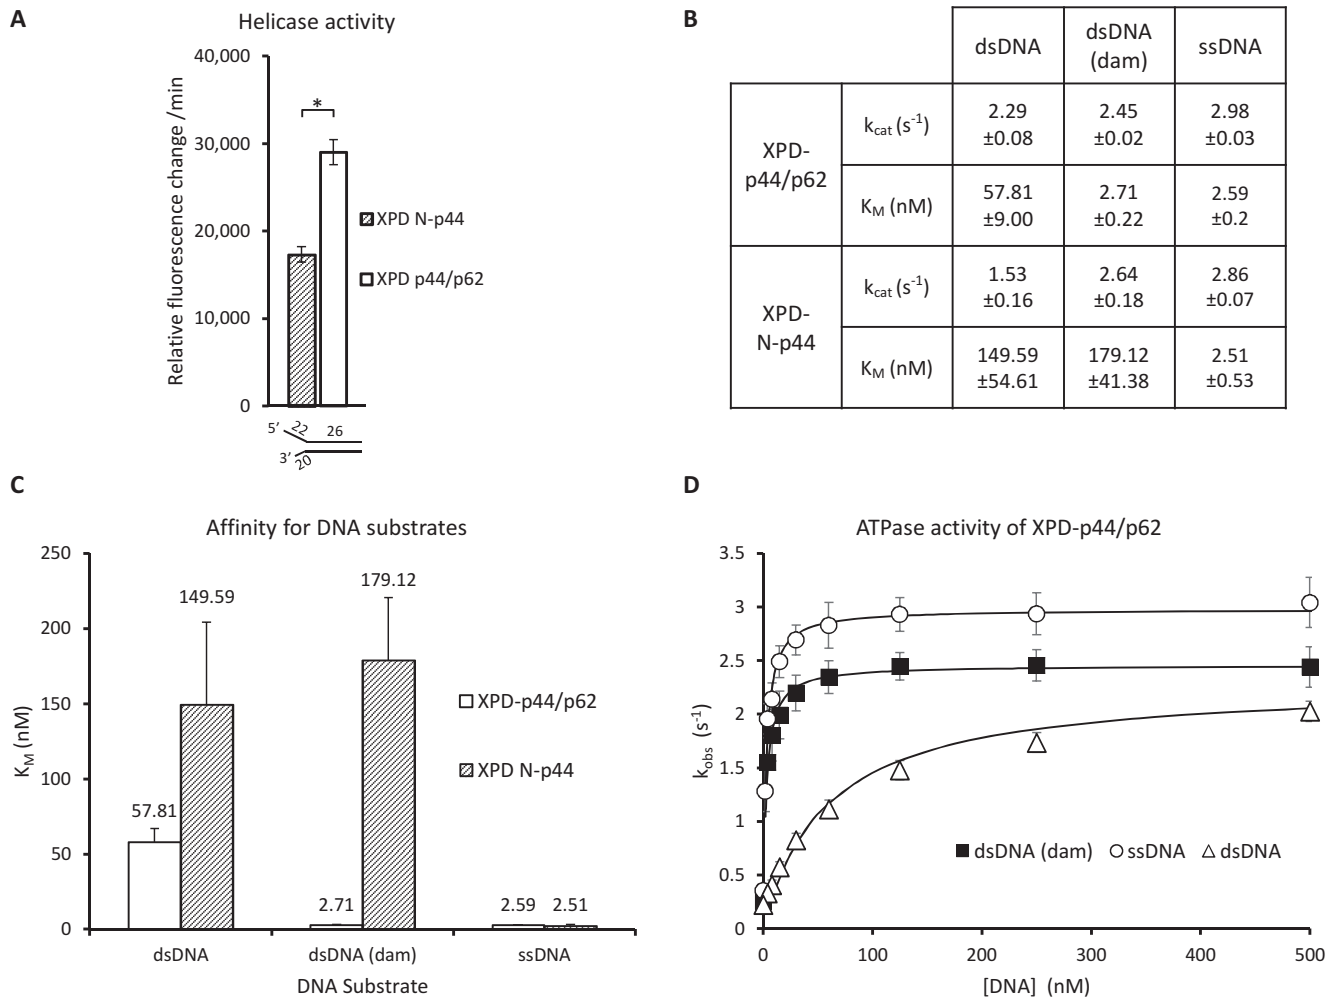 A
Helicase activity
40,000
30,000
20,000
10,000
0
Relative fluorescence change /min
*
XPD N-p44
XPD p44/p62
5’ 22 26
3’ 20
B
dsDNA dsDNA (dam) ssDNA
XPD-p44/p62
kcat (s-1) 2.29 ±0.08 2.45 ±0.02 2.98 ±0.03
KM (nM) 57.81 ±9.00 2.71 ±0.22 2.59 ±0.2
XPD-N-p44
kcat (s-1) 1.53 ±0.16 2.64 ±0.18 2.86 ±0.07
KM (nM) 149.59 ±54.61 179.12 ±41.38 2.51 ±0.53
C
Affinity for DNA substrates
250
200
150
100
50
0
KM (nM)
57.81 149.59 2.71 179.12 2.59 2.51
XPD-p44/p62
XPD N-p44
dsDNA dsDNA (dam) ssDNA
DNA Substrate
D
ATPase activity of XPD-p44/p62
3.5
3
2.5
2
1.5
1
0.5
0
kobs (s-1)
dsDNA (dam) ssDNA dsDNA
0 100 200 300 400 500
[DNA] (nM)